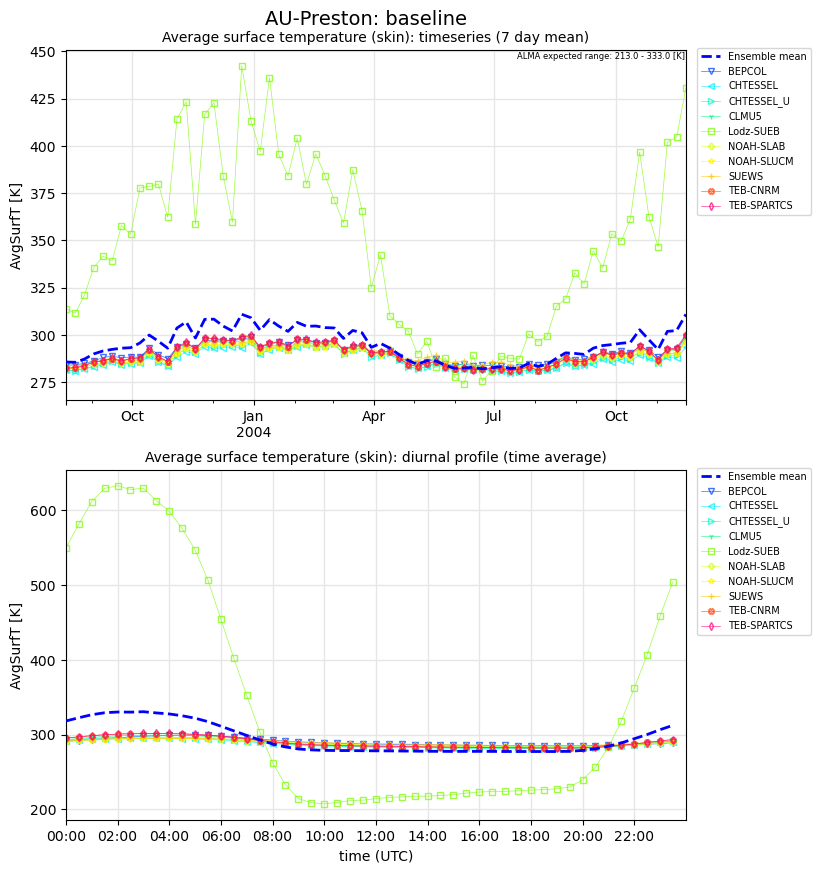 AU-Preston: baseline
Average surface temperature (skin): timeseries (7 day mean)
ALMA expected range: 213.0 - 333.0 [K]
450
425
400
375
350
325
300
275
AvgSurfT [K]
Oct
Jan
2004
Apr
Jul
Oct
Ensemble mean
BEPCOL
CHTESSEL
CHTESSEL_U
CLMU5
Lodz-SUEB
NOAH-SLAB
NOAH-SLUCM
SUEWS
TEB-CNRM
TEB-SPARTCS
Average surface temperature (skin): diurnal profile (time average)
600
500
400
300
200
AvgSurfT [K]
00:00
02:00
04:00
06:00
08:00
10:00
12:00
14:00
16:00
18:00
20:00
22:00
time (UTC)
Ensemble mean
BEPCOL
CHTESSEL
CHTESSEL_U
CLMU5
Lodz-SUEB
NOAH-SLAB
NOAH-SLUCM
SUEWS
TEB-CNRM
TEB-SPARTCS